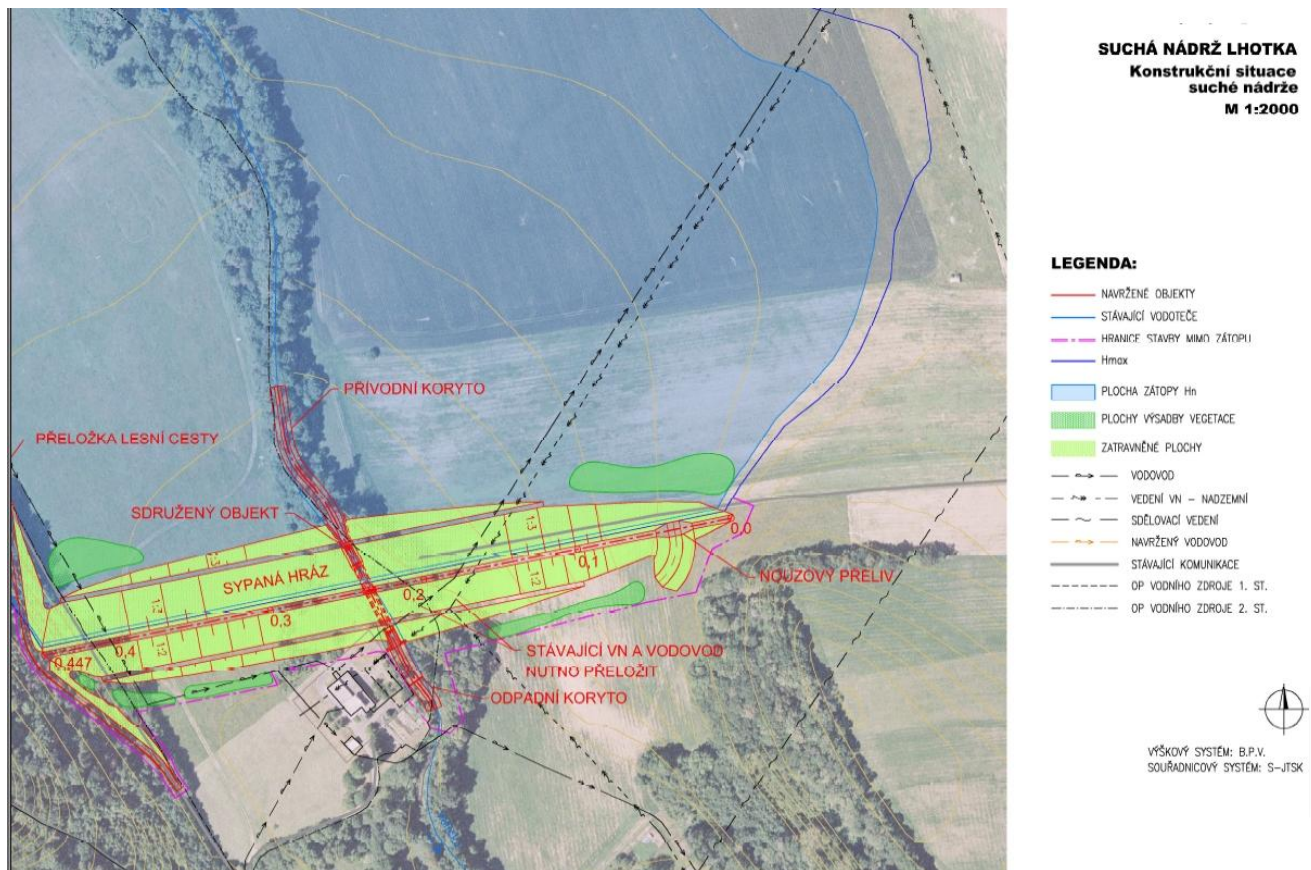 SUCHÁ NÁDRŽ LHOTKA
Konstrukční situace
suché nádrže
M 1:2000
LEGENDA:
NAVRŽENÉ OBJEKTY
STÁVAJÍCÍ VODOTEČE
HRANICE STAVBY MIMO ZÁTOPU
Hmax
PLOCHA ZÁTOPY Hn
PLOCHY VÝSADBY VEGETACE
ZATRAVNĚNÉ PLOCHY
VODOVOD
VEDENÍ VN – NADZEMNÍ
SDĚLOVACÍ VEDENÍ
NAVRŽENÝ VODOVOD
STÁVAJÍCÍ KOMUNIKACE
OP VODNÍHO ZDROJE 1. ST.
OP VODNÍHO ZDROJE 2. ST.
VÝŠKOVÝ SYSTÉM: B.P.V.
SOUŘADNICOVÝ SYSTÉM: S-JTSK
PŘÍVODNÍ KORYTO
PŘELOŽKA LESNÍ CESTY
SDRUŽENÝ OBJEKT
SYPANÁ HRÁZ
NOUZOVÝ PŘELIV
STÁVAJÍCÍ VN A VODOVOD
NUTNO PŘELOŽIT
ODPADNÍ KORYTO
0,0
0,1
0,2
0,3
0,4
0,447
1:2
1:2